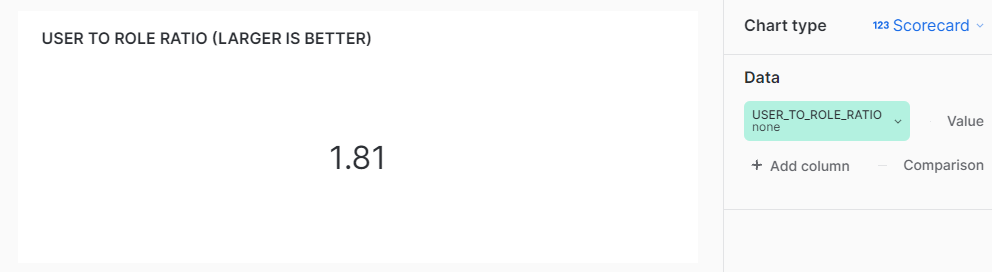 USER TO ROLE RATIO (LARGER IS BETTER)
1.81
Chart type
123 Scorecard
Data
USER_TO_ROLE_RATIO
none
Value
+ Add column
Comparison